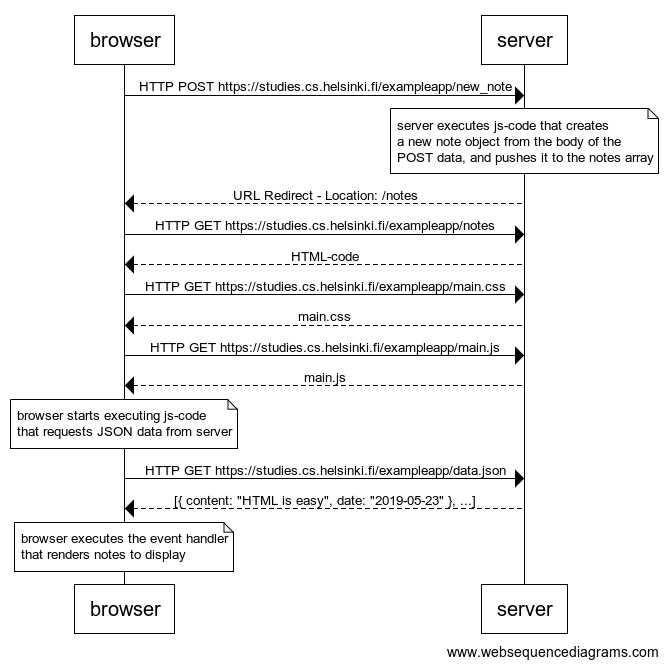 browser
server
HTTP POST https://studies.cs.helsinki.fi/exampleapp/new_note
server executes js-code that creates
a new note object from the body of the
POST data, and pushes it to the notes array
URL Redirect - Location: /notes
HTTP GET https://studies.cs.helsinki.fi/exampleapp/notes
HTML-code
HTTP GET https://studies.cs.helsinki.fi/exampleapp/main.css
main.css
HTTP GET https://studies.cs.helsinki.fi/exampleapp/main.js
main.js
browser starts executing js-code
that requests JSON data from server
HTTP GET https://studies.cs.helsinki.fi/exampleapp/data.json
[{ content: "HTML is easy", date: "2019-05-23" }, ...]
browser executes the event handler
that renders notes to display
browser
server
www.websequencediagrams.com